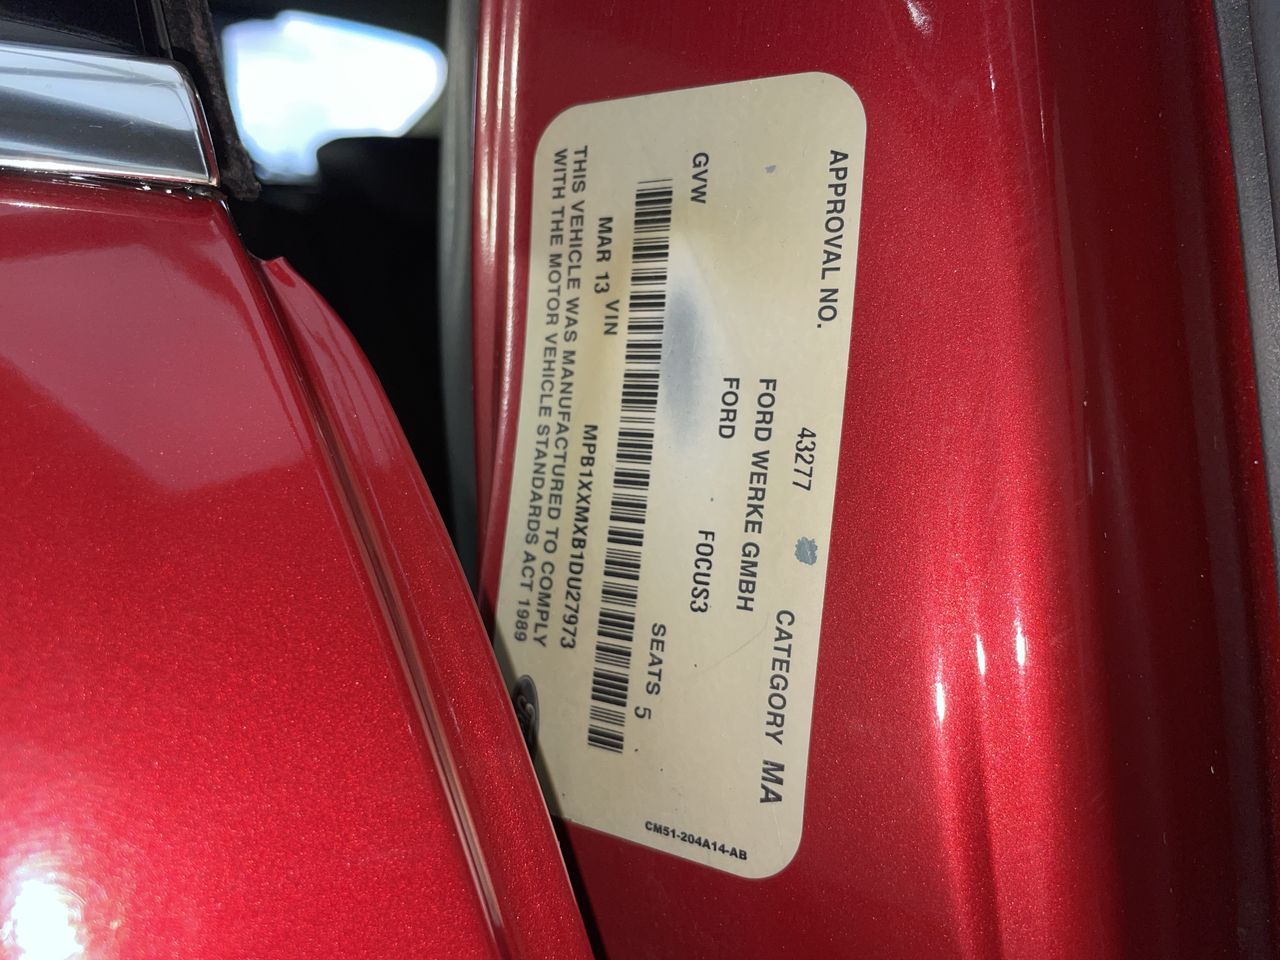 APPROVAL NO. 43277 CATEGORY MA
FORD WERKE GMBH
FORD FOCUS3
GVW SEATS 5
VIN
MAR 13 MPB1XXMXB1DU27973
THIS VEHICLE WAS MANUFACTURED TO COMPLY
WITH THE MOTOR VEHICLE STANDARDS ACT 1989
CM51-204A14-AB